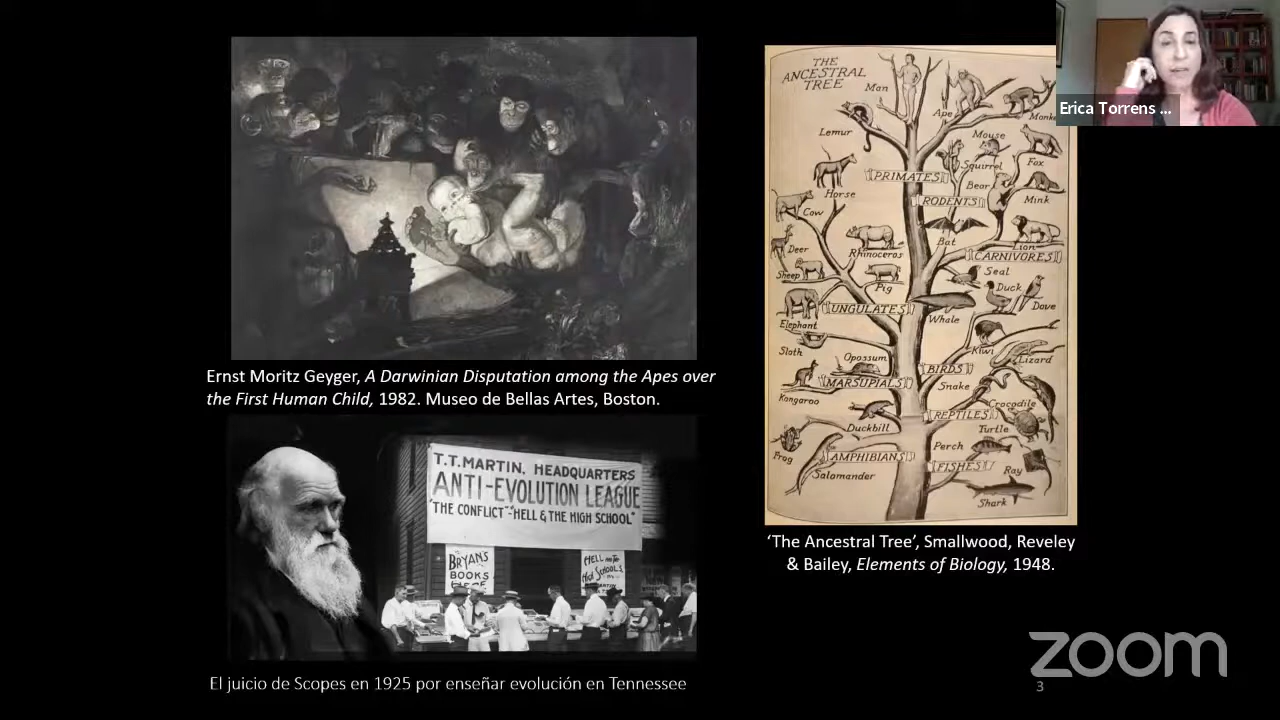 Erica Torrens ...
THE
ANCESTRAL
TREE
Man
Ape
Lemur
Mouse
Squirrel
Fox
PRIMATES
Horse
Bear
Mink
RODENTS
Cow
Bat
Lion
Deer
Rhinoceros
CARNIVORES
Sheep
Pig
Seal
Duck
Dove
UNGULATES
Whale
Elephant
Sloth
Opossum
Kiwi
Lizard
BIRDS
MARSUPIALS
Snake
Kangaroo
Crocodile
REPTILES
Duckbill
Turtle
Perch
Frog
AMPHIBIANS
FISHES
Ray
Salamander
Shark
Ernst Moritz Geyger, A Darwinian Disputation among the Apes over
the First Human Child, 1982. Museo de Bellas Artes, Boston.
T.T. MARTIN, HEADQUARTERS
ANTI-EVOLUTION LEAGUE
"THE CONFLICT"-"HELL & THE HIGH SCHOOL"
BRYAN'S
BOOKS
HELL AND THE
High SCHOOLS
'The Ancestral Tree', Smallwood, Reveley
& Bailey, Elements of Biology, 1948.
El juicio de Scopes en 1925 por enseñar evolución en Tennessee
zoom
3